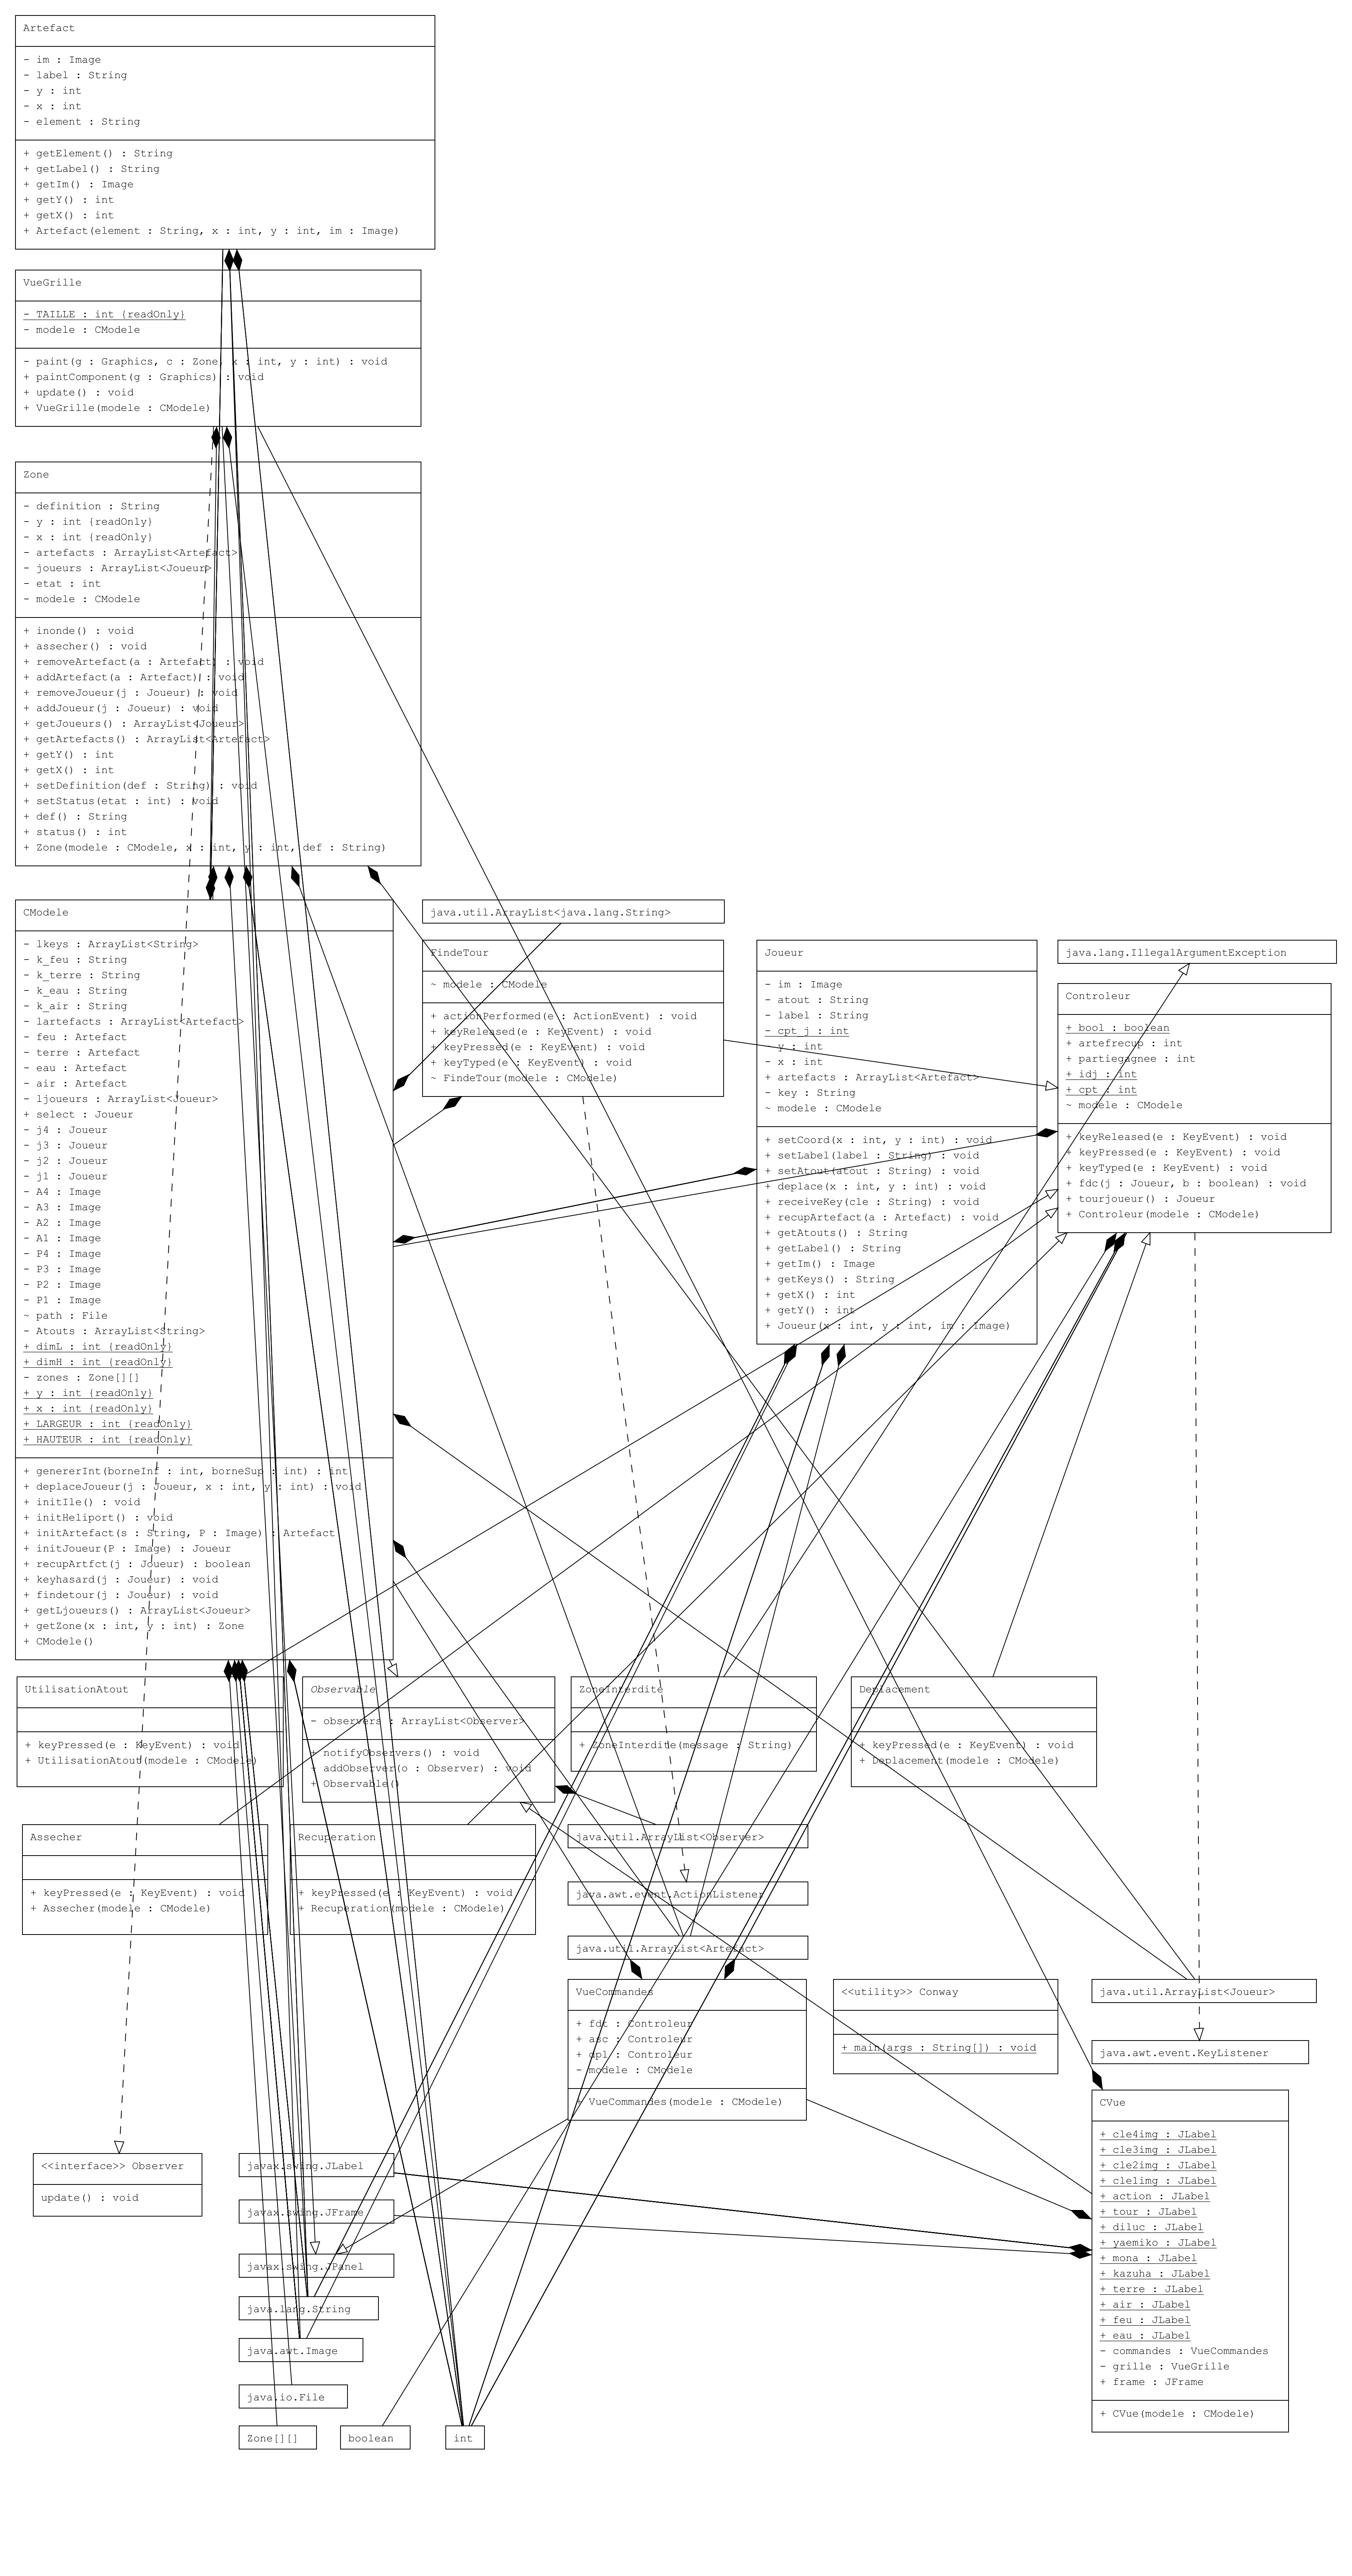 Artefact
- im : Image
- label : String
- y : int
- x : int
- element : String
+ getElement() : String
+ getLabel() : String
+ getIm() : Image
+ getY() : int
+ getX() : int
+ Artefact(element : String, x : int, y : int, im : Image)
VueGrille
- TAILLE : int {readOnly}
- modele : CModele
- paint(g : Graphics, c : Zone, x : int, y : int) : void
+ paintComponent(g : Graphics) : void
+ update() : void
+ VueGrille(modele : CModele)
Zone
- definition : String
- y : int {readOnly}
- x : int {readOnly}
- artefacts : ArrayList<Artefact>
- joueurs : ArrayList<Joueur>
- etat : int
- modele : CModele
+ inonde() : void
+ assecher() : void
+ removeArtefact(a : Artefact) : void
+ addArtefact(a : Artefact) : void
+ removeJoueur(j : Joueur) : void
+ addJoueur(j : Joueur) : void
+ getJoueurs() : ArrayList<Joueur>
+ getArtefacts() : ArrayList<Artefact>
+ getY() : int
+ getX() : int
+ setDefinition(def : String) : void
+ setStatus(etat : int) : void
+ def() : String
+ status() : int
+ Zone(modele : CModele, x : int, y : int, def : String)
CModele
- lkeys : ArrayList<String>
- k_feu : String
- k_terre : String
- k_eau : String
- k_air : String
- lartefacts : ArrayList<Artefact>
- feu : Artefact
- terre : Artefact
- eau : Artefact
- air : Artefact
- ljoueurs : ArrayList<Joueur>
+ select : Joueur
- j4 : Joueur
- j3 : Joueur
- j2 : Joueur
- j1 : Joueur
- A4 : Image
- A3 : Image
- A2 : Image
- A1 : Image
- P4 : Image
- P3 : Image
- P2 : Image
- P1 : Image
~ path : File
- Atouts : ArrayList<String>
+ dimL : int {readOnly}
+ dimH : int {readOnly}
- zones : Zone[][]
+ y : int {readOnly}
+ x : int {readOnly}
+ LARGEUR : int {readOnly}
+ HAUTEUR : int {readOnly}
+ genererInt(borneInf : int, borneSup : int) : int
+ deplaceJoueur(j : Joueur, x : int, y : int) : void
+ initIle() : void
+ initHeliport() : void
+ initArtefact(s : String, P : Image) : Artefact
+ initJoueur(P : Image) : Joueur
+ recupArtfct(j : Joueur) : boolean
+ keyhasard(j : Joueur) : void
+ findetour(j : Joueur) : void
+ getLjoueurs() : ArrayList<Joueur>
+ getZone(x : int, y : int) : Zone
+ CModele()
java.util.ArrayList<java.lang.String>
FindeTour
~ modele : CModele
+ actionPerformed(e : ActionEvent) : void
+ keyReleased(e : KeyEvent) : void
+ keyPressed(e : KeyEvent) : void
+ keyTyped(e : KeyEvent) : void
~ FindeTour(modele : CModele)
Joueur
- im : Image
- atout : String
- label : String
- cpt_j : int
- y : int
- x : int
+ artefacts : ArrayList<Artefact>
- key : String
~ modele : CModele
+ setCoord(x : int, y : int) : void
+ setLabel(label : String) : void
+ setAtout(atout : String) : void
+ deplace(x : int, y : int) : void
+ receiveKey(cle : String) : void
+ recupArtefact(a : Artefact) : void
+ getAtouts() : String
+ getLabel() : String
+ getIm() : Image
+ getKeys() : String
+ getX() : int
+ getY() : int
+ Joueur(x : int, y : int, im : Image)
java.lang.IllegalArgumentException
Controleur
+ bool : boolean
+ artefrecup : int
+ partiegagnee : int
+ idj : int
+ cpt : int
~ modele : CModele
+ keyReleased(e : KeyEvent) : void
+ keyPressed(e : KeyEvent) : void
+ keyTyped(e : KeyEvent) : void
+ fdc(j : Joueur, b : boolean) : void
+ tourjoueur() : Joueur
+ Controleur(modele : CModele)
UtilisationAtout
+ keyPressed(e : KeyEvent) : void
+ UtilisationAtout(modele : CModele)
Observable
- observers : ArrayList<Observer>
+ notifyObservers() : void
+ addObserver(o : Observer) : void
+ Observable()
ZoneInterdite
+ ZoneInterdite(message : String)
Deplacement
+ keyPressed(e : KeyEvent) : void
+ Deplacement(modele : CModele)
Assecher
+ keyPressed(e : KeyEvent) : void
+ Assecher(modele : CModele)
Recuperation
+ keyPressed(e : KeyEvent) : void
+ Recuperation(modele : CModele)
java.util.ArrayList<Observer>
java.awt.event.ActionListener
java.util.ArrayList<Artefact>
VueCommandes
+ fdt : Controleur
+ asc : Controleur
+ dpl : Controleur
- modele : CModele
+ VueCommandes(modele : CModele)
<<utility>> Conway
+ main(args : String[]) : void
java.util.ArrayList<Joueur>
java.awt.event.KeyListener
CVue
+ cle4img : JLabel
+ cle3img : JLabel
+ cle2img : JLabel
+ cle1img : JLabel
+ action : JLabel
+ tour : JLabel
+ diluc : JLabel
+ yaemiko : JLabel
+ mona : JLabel
+ kazuha : JLabel
+ terre : JLabel
+ air : JLabel
+ feu : JLabel
+ eau : JLabel
- commandes : VueCommandes
- grille : VueGrille
+ frame : JFrame
+ CVue(modele : CModele)
<<interface>> Observer
update() : void
javax.swing.JLabel
javax.swing.JFrame
javax.swing.JPanel
java.lang.String
java.awt.Image
java.io.File
Zone[][]
boolean
int